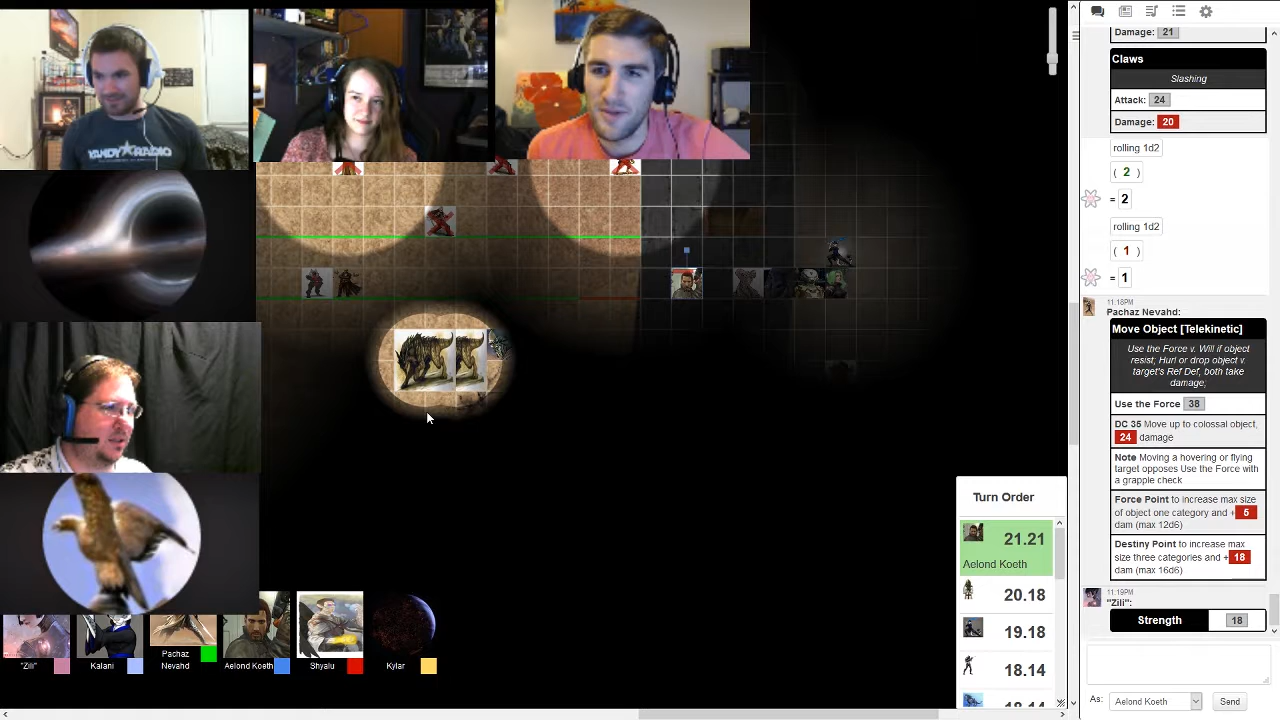 YANDY RADIO
Damage: 21
Claws
Slashing
Attack: 24
Damage: 20
rolling 1d2
( 2 )
= 2
rolling 1d2
( 1 )
= 1
11:18PM
Pachaz Nevahd:
Move Object [Telekinetic]
Use the Force v. Will if object
resist; Hurl or drop object v.
target's Ref Def, both take
damage;
Use the Force 38
DC 35 Move up to colossal object,
24 damage
Note Moving a hovering or flying
target opposes Use the Force with
a grapple check
Force Point to increase max size
of object one category and + 5
dam (max 12d6)
Destiny Point to increase max
size three categories and + 18
dam (max 16d6)
11:19PM
"Zili":
Strength 18
Turn Order
21.21
Aelond Koeth
20.18
19.18
18.14
18.14
"Zili"
Kalani
Pachaz
Nevahd
Aelond Koeth
Shyalu
Kylar
As: Aelond Koeth
Send